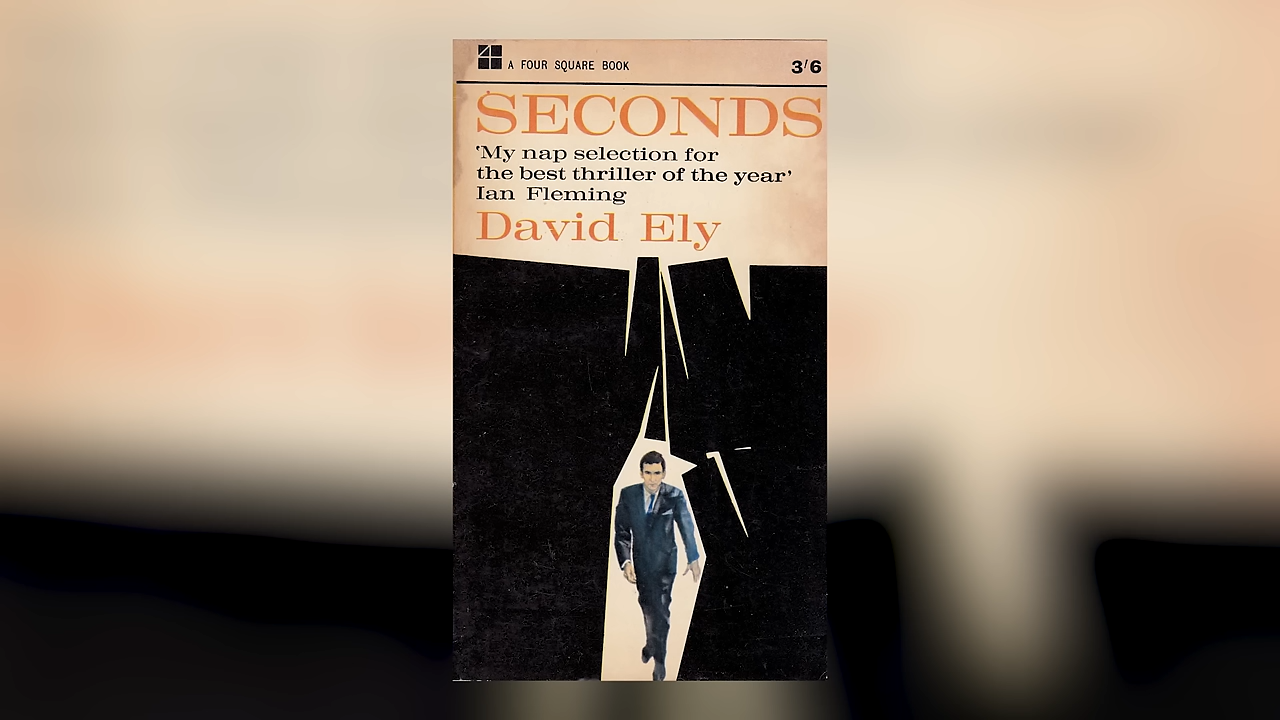 A FOUR SQUARE BOOK
3/6
SECONDS
‘My nap selection for
the best thriller of the year’
Ian Fleming
David Ely